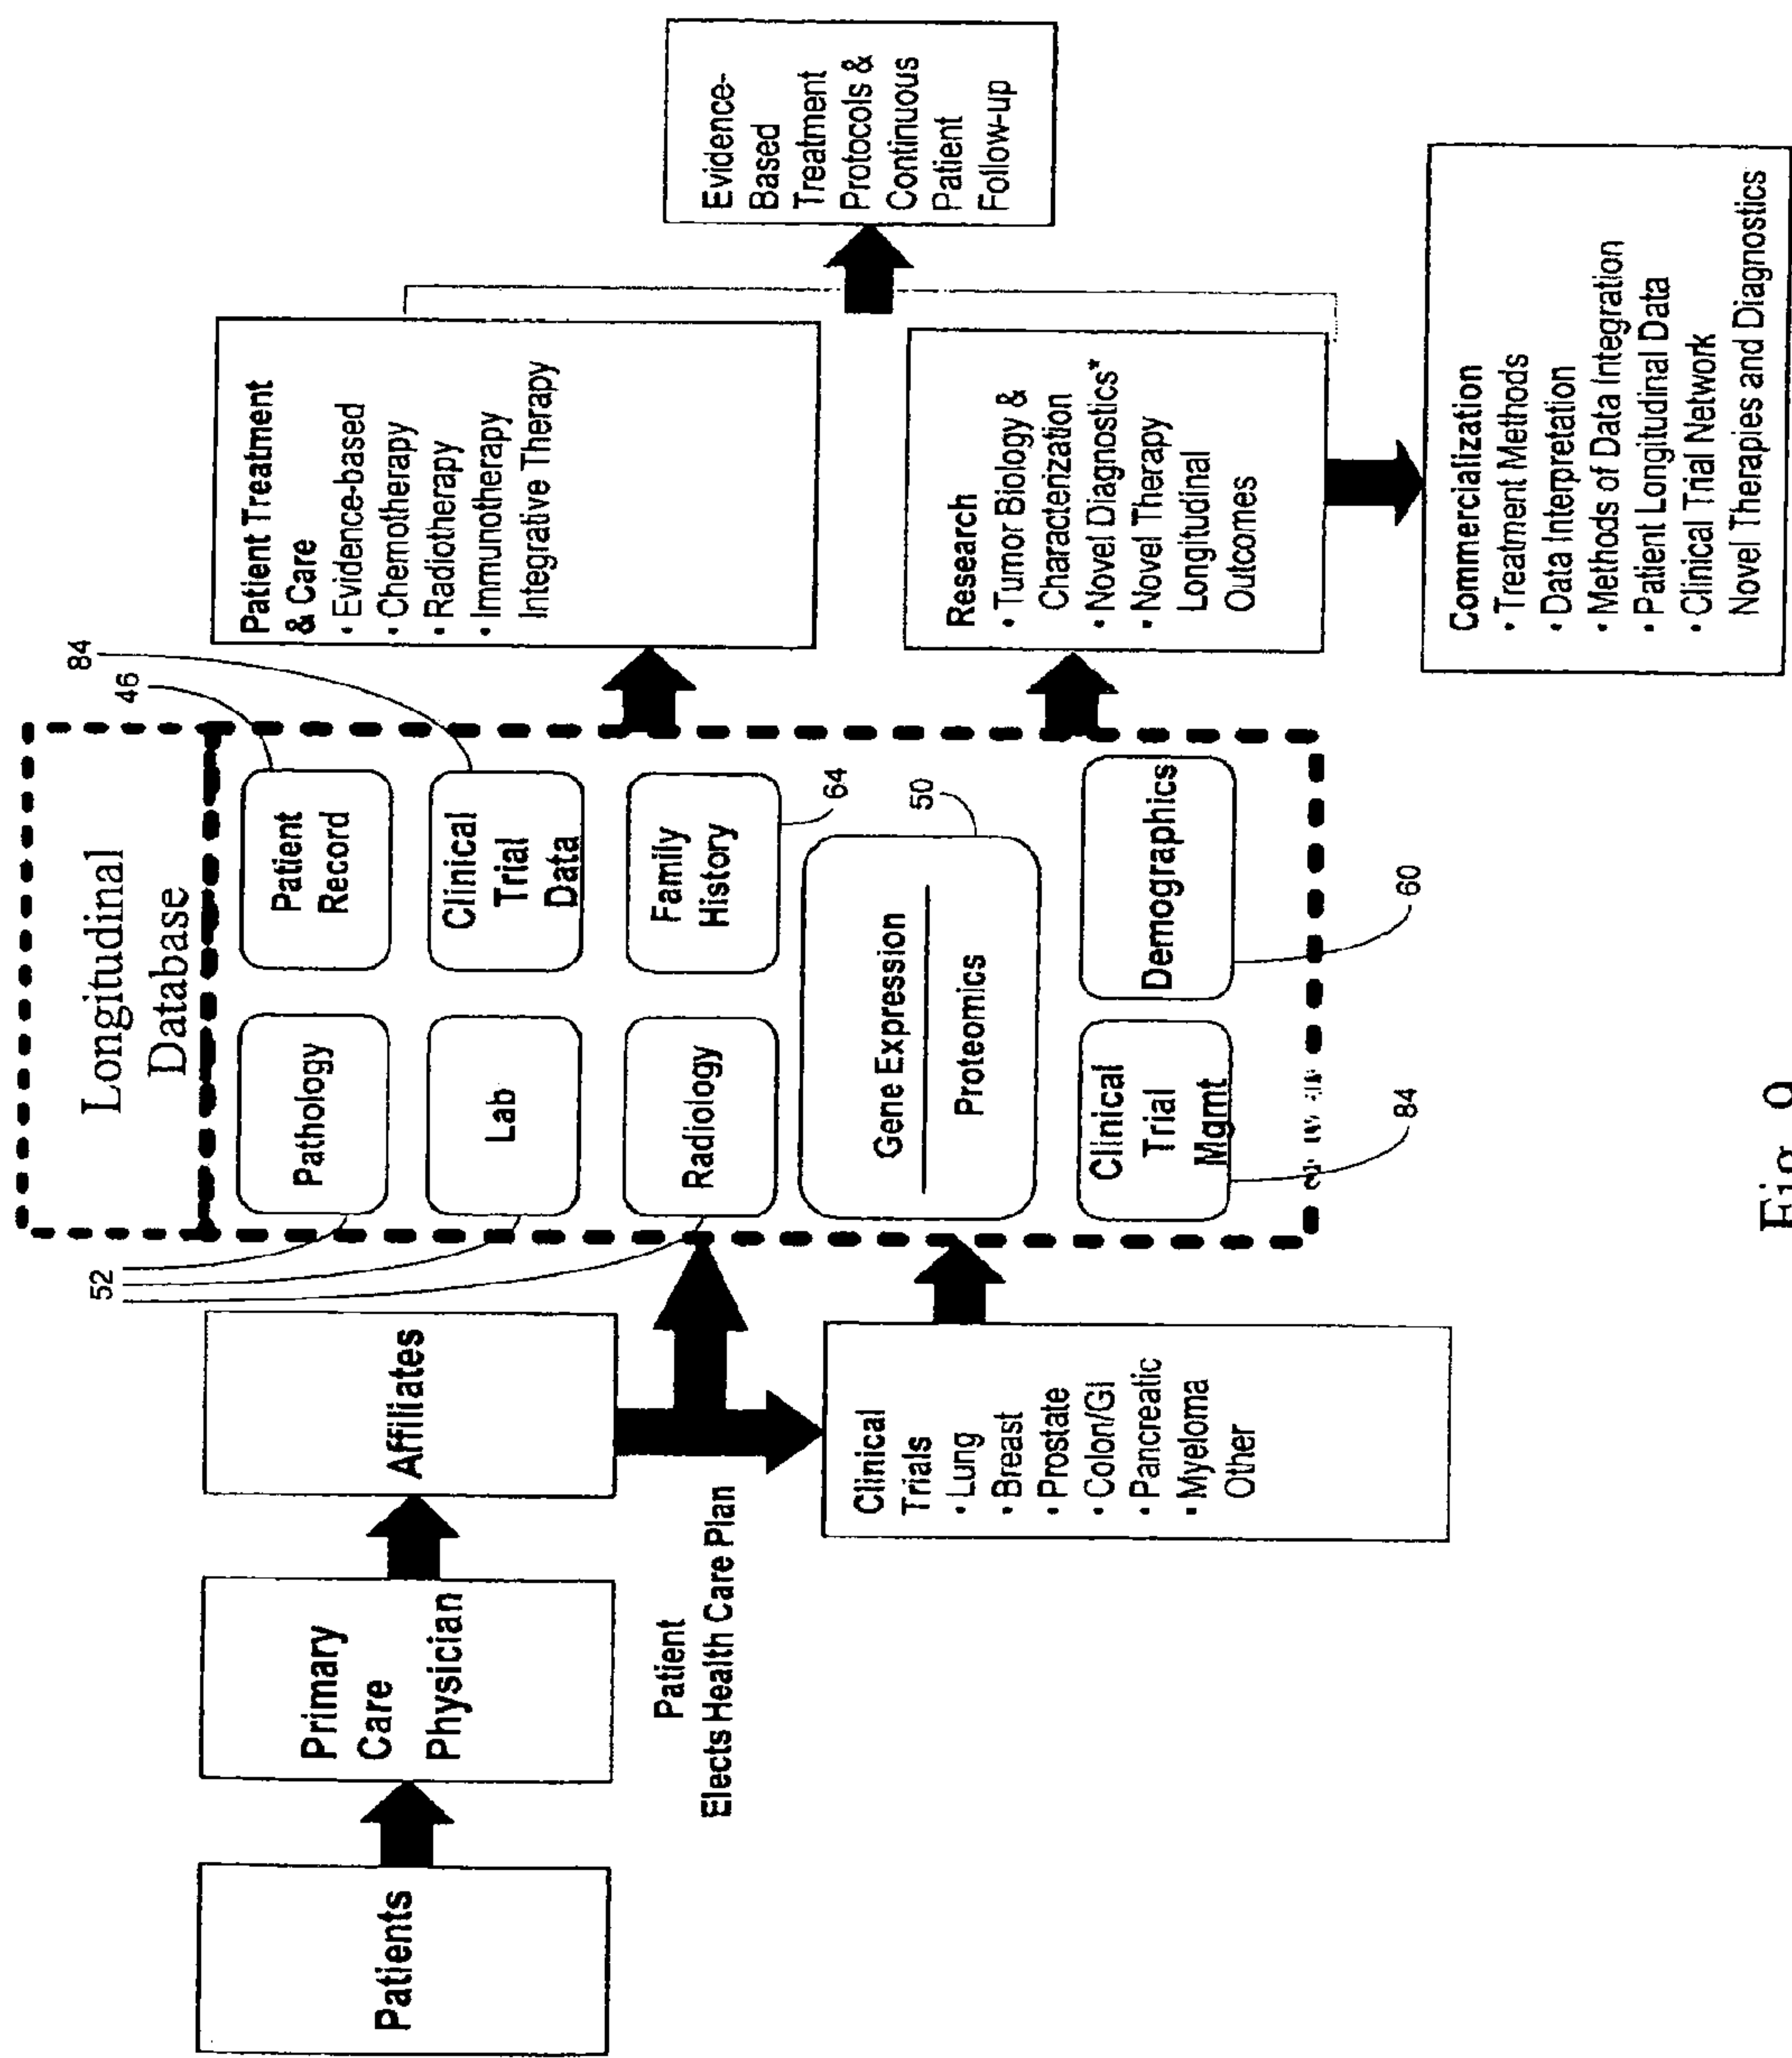 Patients
Primary
Care
Physician
Affiliates
Patient
Elects Health Care Plan
Clinical
Trials
• Lung
• Breast
• Prostate
• Colon/GI
• Pancreatic
• Myeloma
Other
Longitudinal
Database
52
Pathology
Lab
Radiology
46
Patient
Record
84
Clinical
Trial
Data
Family
History
64
Gene Expression
Proteomics
50
Clinical
Trial
Mgmt
84
Demographics
60
Patient Treatment
& Care
• Evidence-based
• Chemotherapy
• Radiotherapy
• Immunotherapy
Integrative Therapy
Research
• Tumor Biology &
Characterization
• Novel Diagnostics*
• Novel Therapy
Longitudinal
Outcomes
Evidence-
Based
Treatment
Protocols &
Continuous
Patient
Follow-up
Commercialization
• Treatment Methods
• Data Interpretation
• Methods of Data Integration
• Patient Longitudinal Data
• Clinical Trial Network
Novel Therapies and Diagnostics
Fig. 9